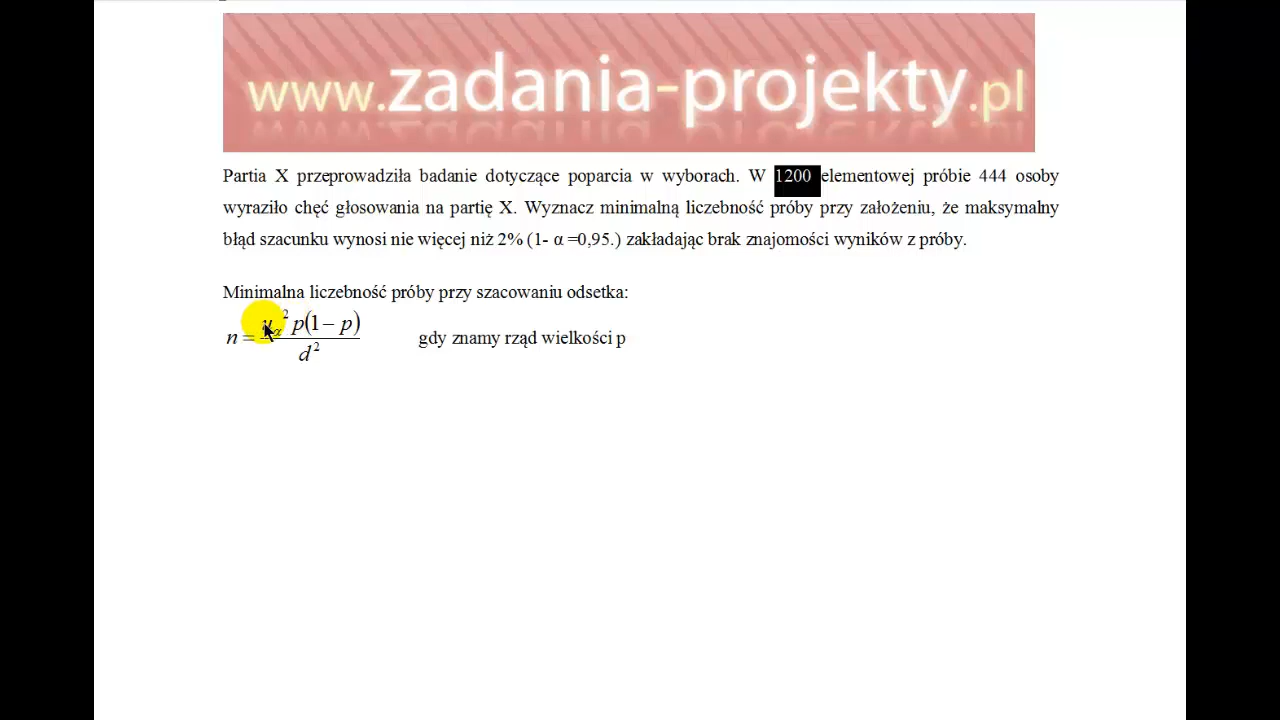 www.zadania-projekty.pl
Partia X przeprowadziła badanie dotyczące poparcia w wyborach. W 1200 elementowej próbie 444 osoby
wyraziło chęć głosowania na partię X. Wyznacz minimalną liczebność próby przy założeniu, że maksymalny
błąd szacunku wynosi nie więcej niż 2% (1- α =0,95.) zakładając brak znajomości wyników z próby.
Minimalna liczebność próby przy szacowaniu odsetka:
n = α² p(1 − p) / d² gdy znamy rząd wielkości p